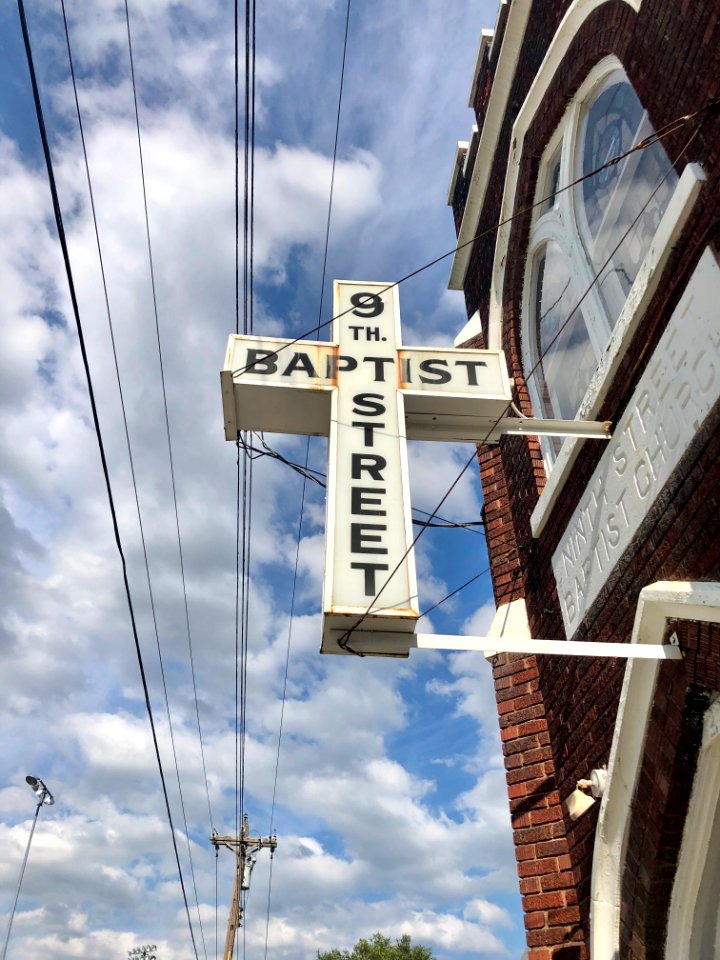 9
TH.
BAPTIST
STREET
NINTH STREET
BAPTIST CHURCH